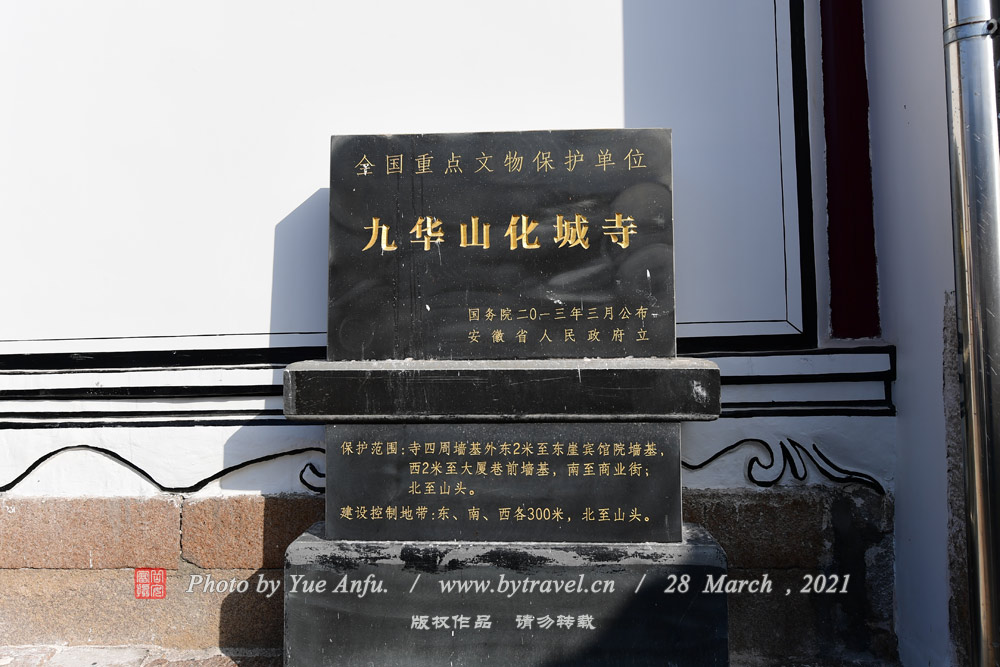 全国重点文物保护单位
九华山化城寺
国务院二〇一三年三月公布
安徽省人民政府立
保护范围:寺四周墙基外东2米至东崖宾馆院墙基,
西2米至大厦巷前墙基,南至商业街;
北至山头。
建设控制地带:东、南、西各300米,北至山头。
Photo by Yue Anfu. / www.bytravel.cn / 28 March , 2021
版权作品 请勿转载